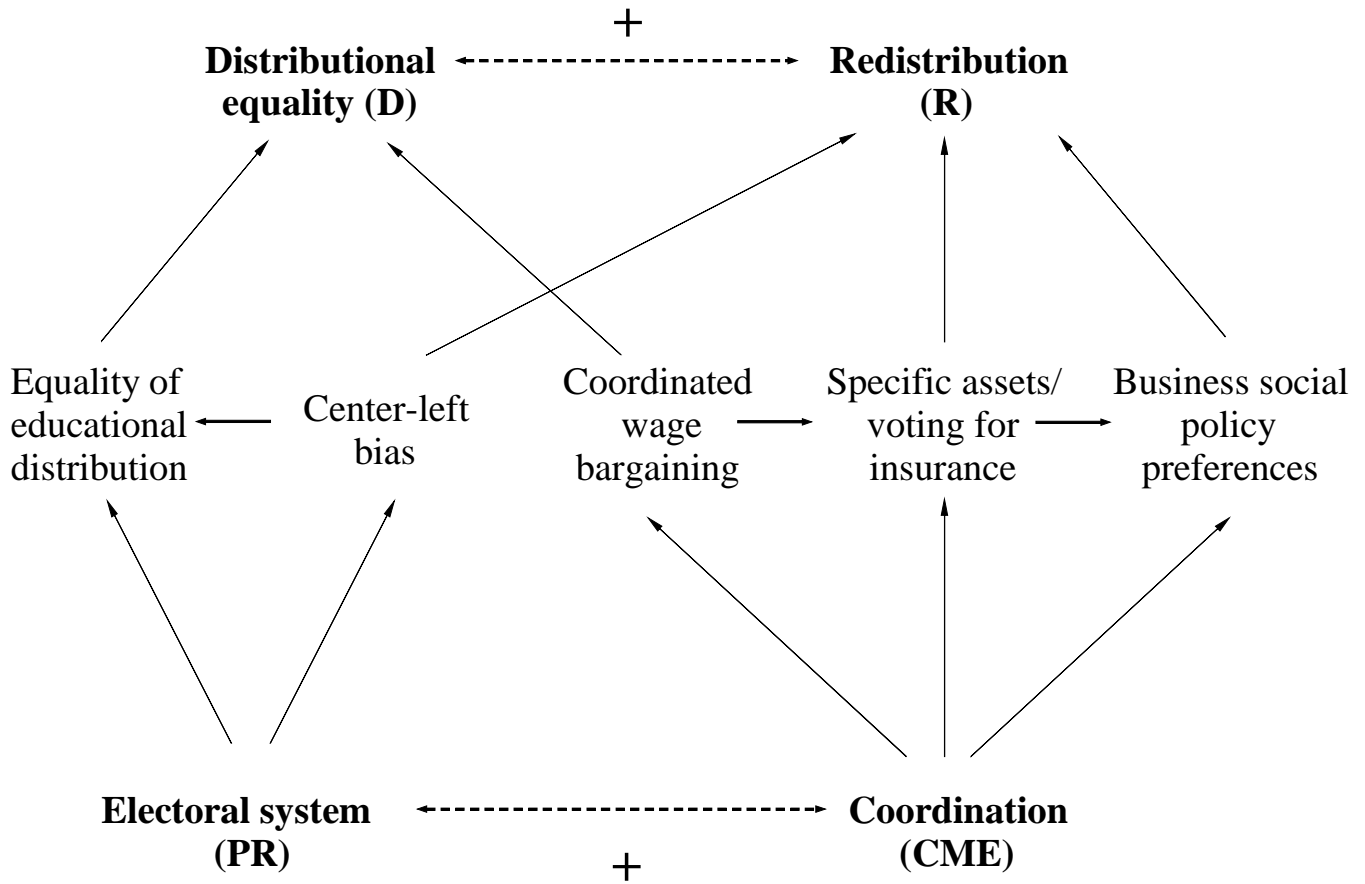 +
Distributional
equality (D)
Redistribution
(R)
Equality of
educational
distribution
Center-left
bias
Coordinated
wage
bargaining
Specific assets/
voting for
insurance
Business social
policy
preferences
Electoral system
(PR)
Coordination
(CME)
+